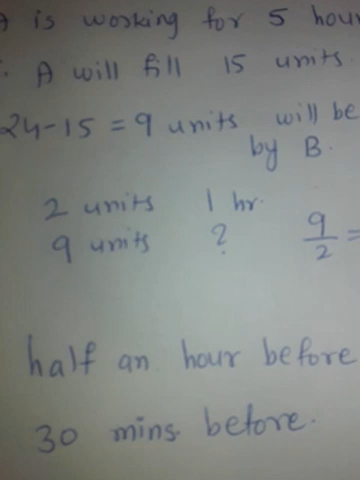 A is working for 5 hour
∴ A will fill 15 units.
24-15 = 9 units will be
by B.
2 units 1 hr.
9 units ? 9/2 =
half an hour before
30 mins. before.